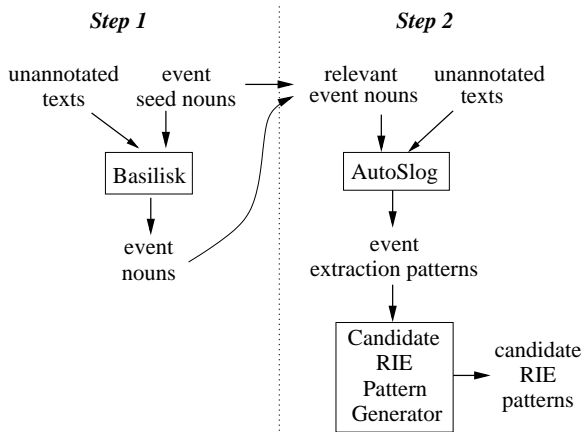 Step 1
unannotated
texts
event
seed nouns
Basilisk
event
nouns
Step 2
relevant
event nouns
unannotated
texts
AutoSlog
event
extraction patterns
Candidate
RIE
Pattern
Generator
candidate
RIE
patterns